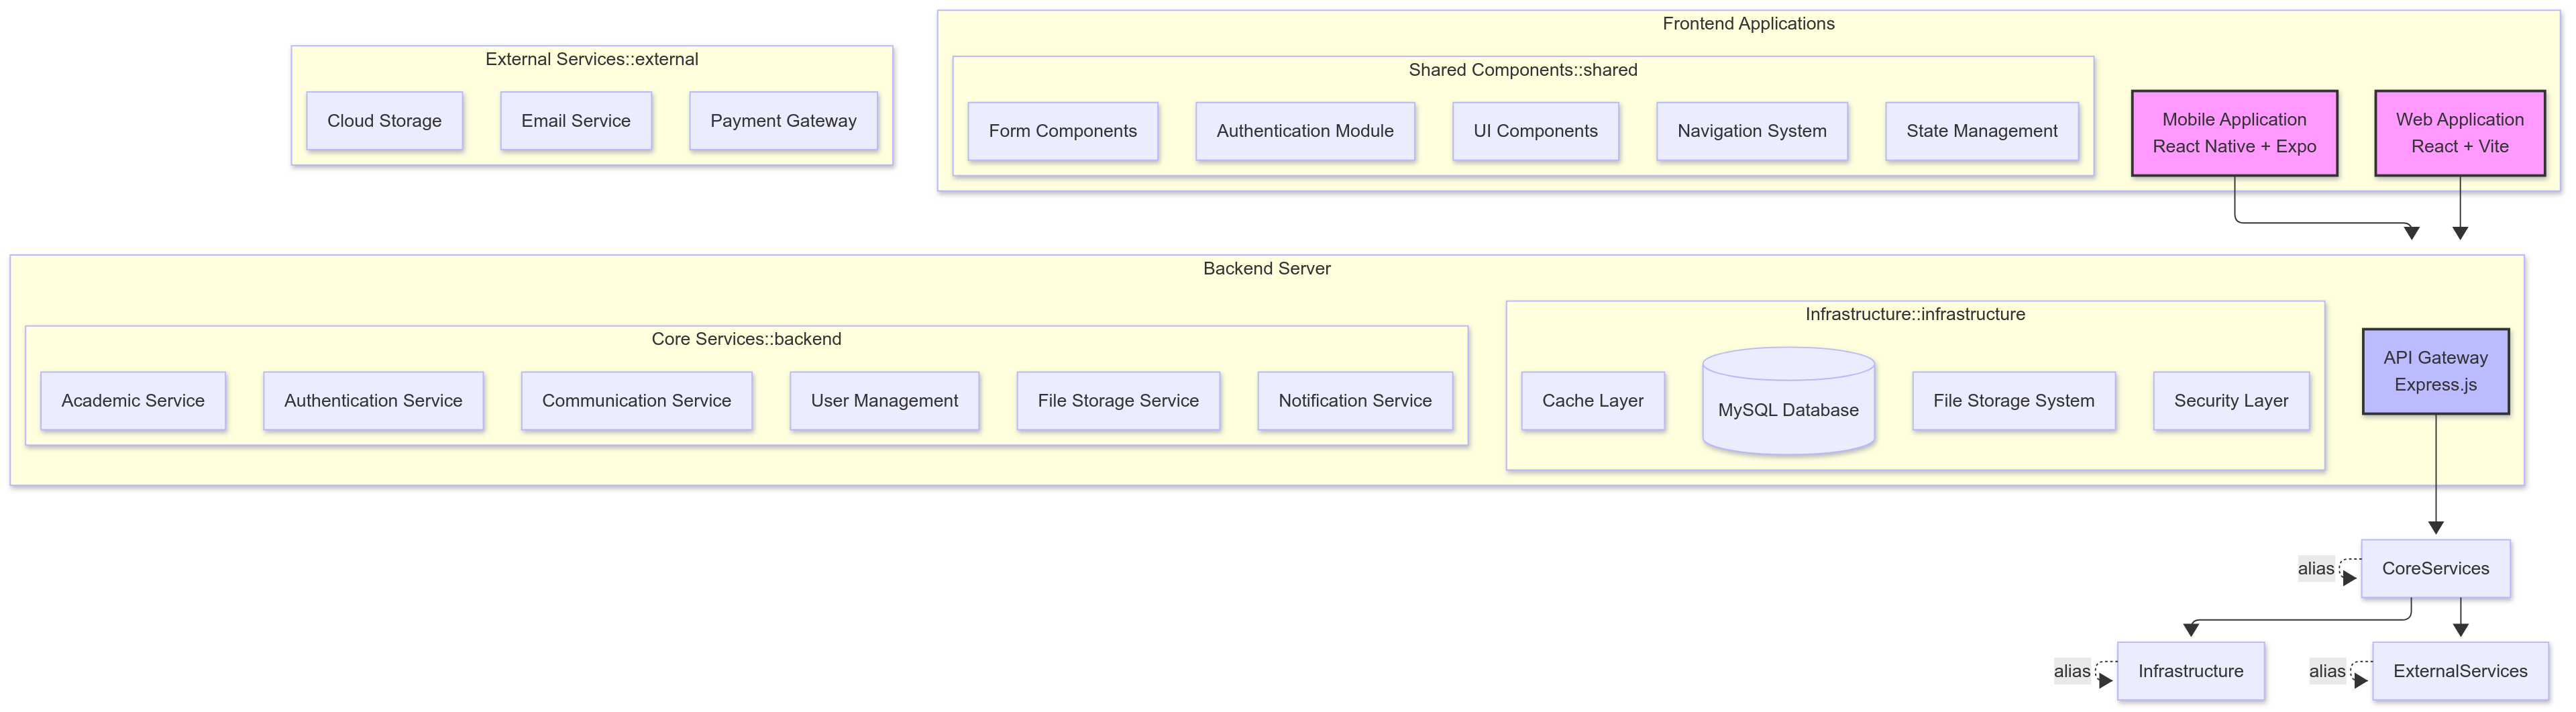 Frontend Applications
External Services::external
Shared Components::shared
Cloud Storage
Email Service
Payment Gateway
Form Components
Authentication Module
UI Components
Navigation System
State Management
Mobile Application
React Native + Expo
Web Application
React + Vite
Backend Server
Core Services::backend
Infrastructure::infrastructure
Academic Service
Authentication Service
Communication Service
User Management
File Storage Service
Notification Service
Cache Layer
MySQL Database
File Storage System
Security Layer
API Gateway
Express.js
alias
CoreServices
alias
Infrastructure
alias
ExternalServices